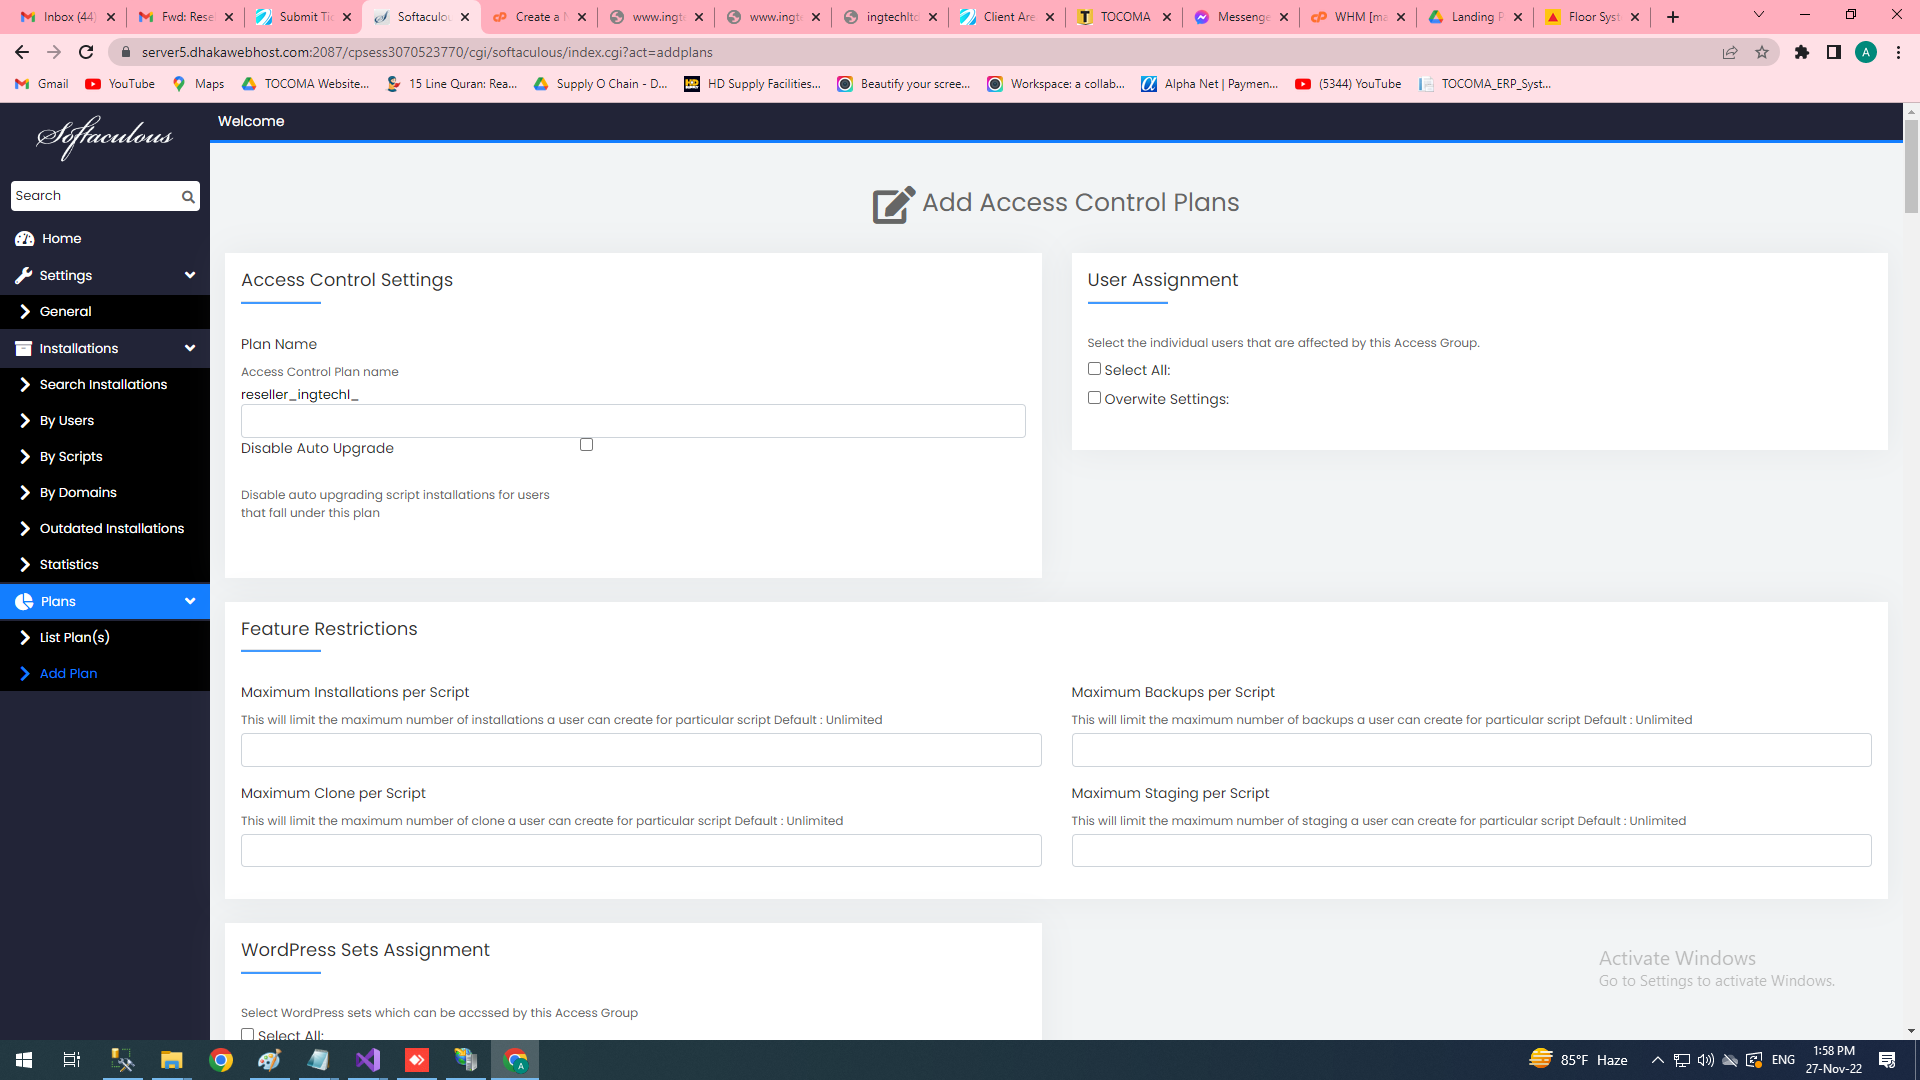 Inbox (44)
Fwd: Rese
Submit Tic
Softaculou
Create a N
www.ingt
www.ingt
ingtechltd
Client Are
TOCOMA
Messenge
WHM [ma
Landing P
Floor Syst
server5.dhakawebhost.com:2087/cpsess3070523770/cgi/softaculous/index.cgi?act=addplans
A
Gmail
YouTube
Maps
TOCOMA Website...
15 Line Quran: Rea...
Supply O Chain - D...
HD Supply Facilities...
Beautify your scree...
Workspace: a collab...
Alpha Net | Paymen...
(5344) YouTube
TOCOMA_ERP_Syst...
Softaculous
Welcome
Search
Home
Settings
General
Installations
Search Installations
By Users
By Scripts
By Domains
Outdated Installations
Statistics
Plans
List Plan(s)
Add Plan
Add Access Control Plans
Access Control Settings
Plan Name
Access Control Plan name
reseller_ingtechl_
Disable Auto Upgrade
Disable auto upgrading script installations for users
that fall under this plan
User Assignment
Select the individual users that are affected by this Access Group.
Select All:
Overwite Settings:
Feature Restrictions
Maximum Installations per Script
This will limit the maximum number of installations a user can create for particular script Default : Unlimited
Maximum Backups per Script
This will limit the maximum number of backups a user can create for particular script Default : Unlimited
Maximum Clone per Script
This will limit the maximum number of clone a user can create for particular script Default : Unlimited
Maximum Staging per Script
This will limit the maximum number of staging a user can create for particular script Default : Unlimited
WordPress Sets Assignment
Select WordPress sets which can be accssed by this Access Group
Select All:
Activate Windows
Go to Settings to activate Windows.
85°F Haze
ENG
1:58 PM
27-Nov-22